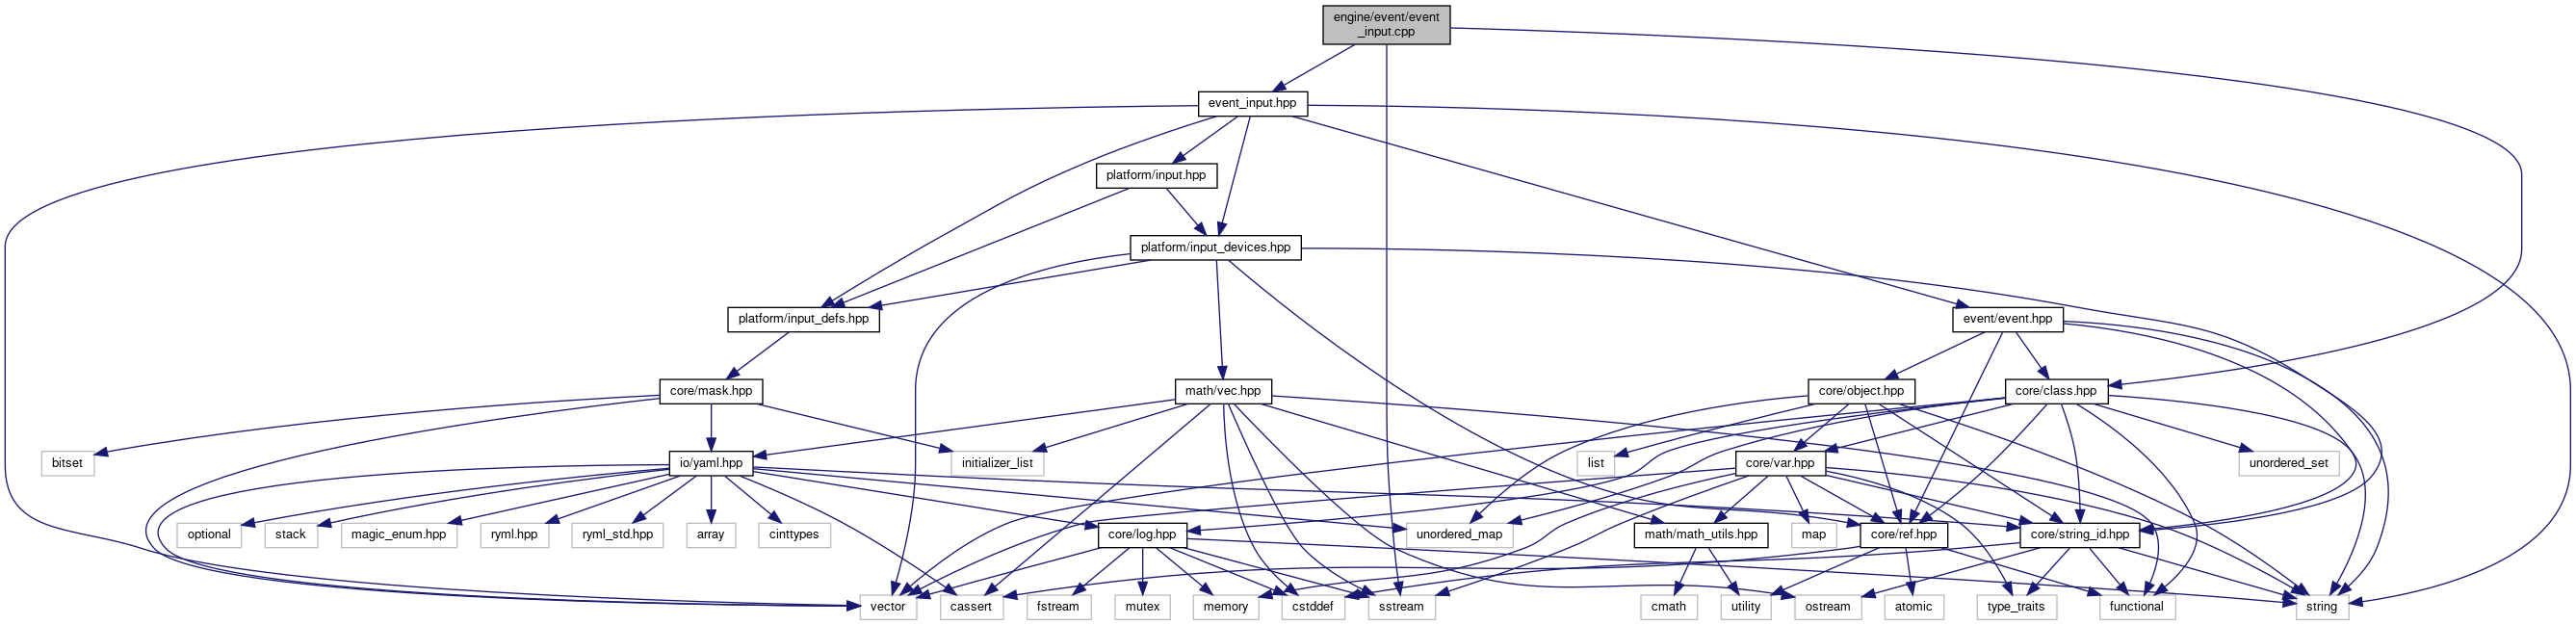 engine/event/event
_input.cpp
event_input.hpp
platform/input.hpp
platform/input_devices.hpp
platform/input_defs.hpp
event/event.hpp
core/mask.hpp
math/vec.hpp
core/object.hpp
core/class.hpp
bitset
io/yaml.hpp
initializer_list
list
core/var.hpp
unordered_set
optional
stack
magic_enum.hpp
ryml.hpp
ryml_std.hpp
array
cinttypes
core/log.hpp
unordered_map
math/math_utils.hpp
map
core/ref.hpp
core/string_id.hpp
vector
cassert
fstream
mutex
memory
cstddef
sstream
cmath
utility
ostream
atomic
type_traits
functional
string